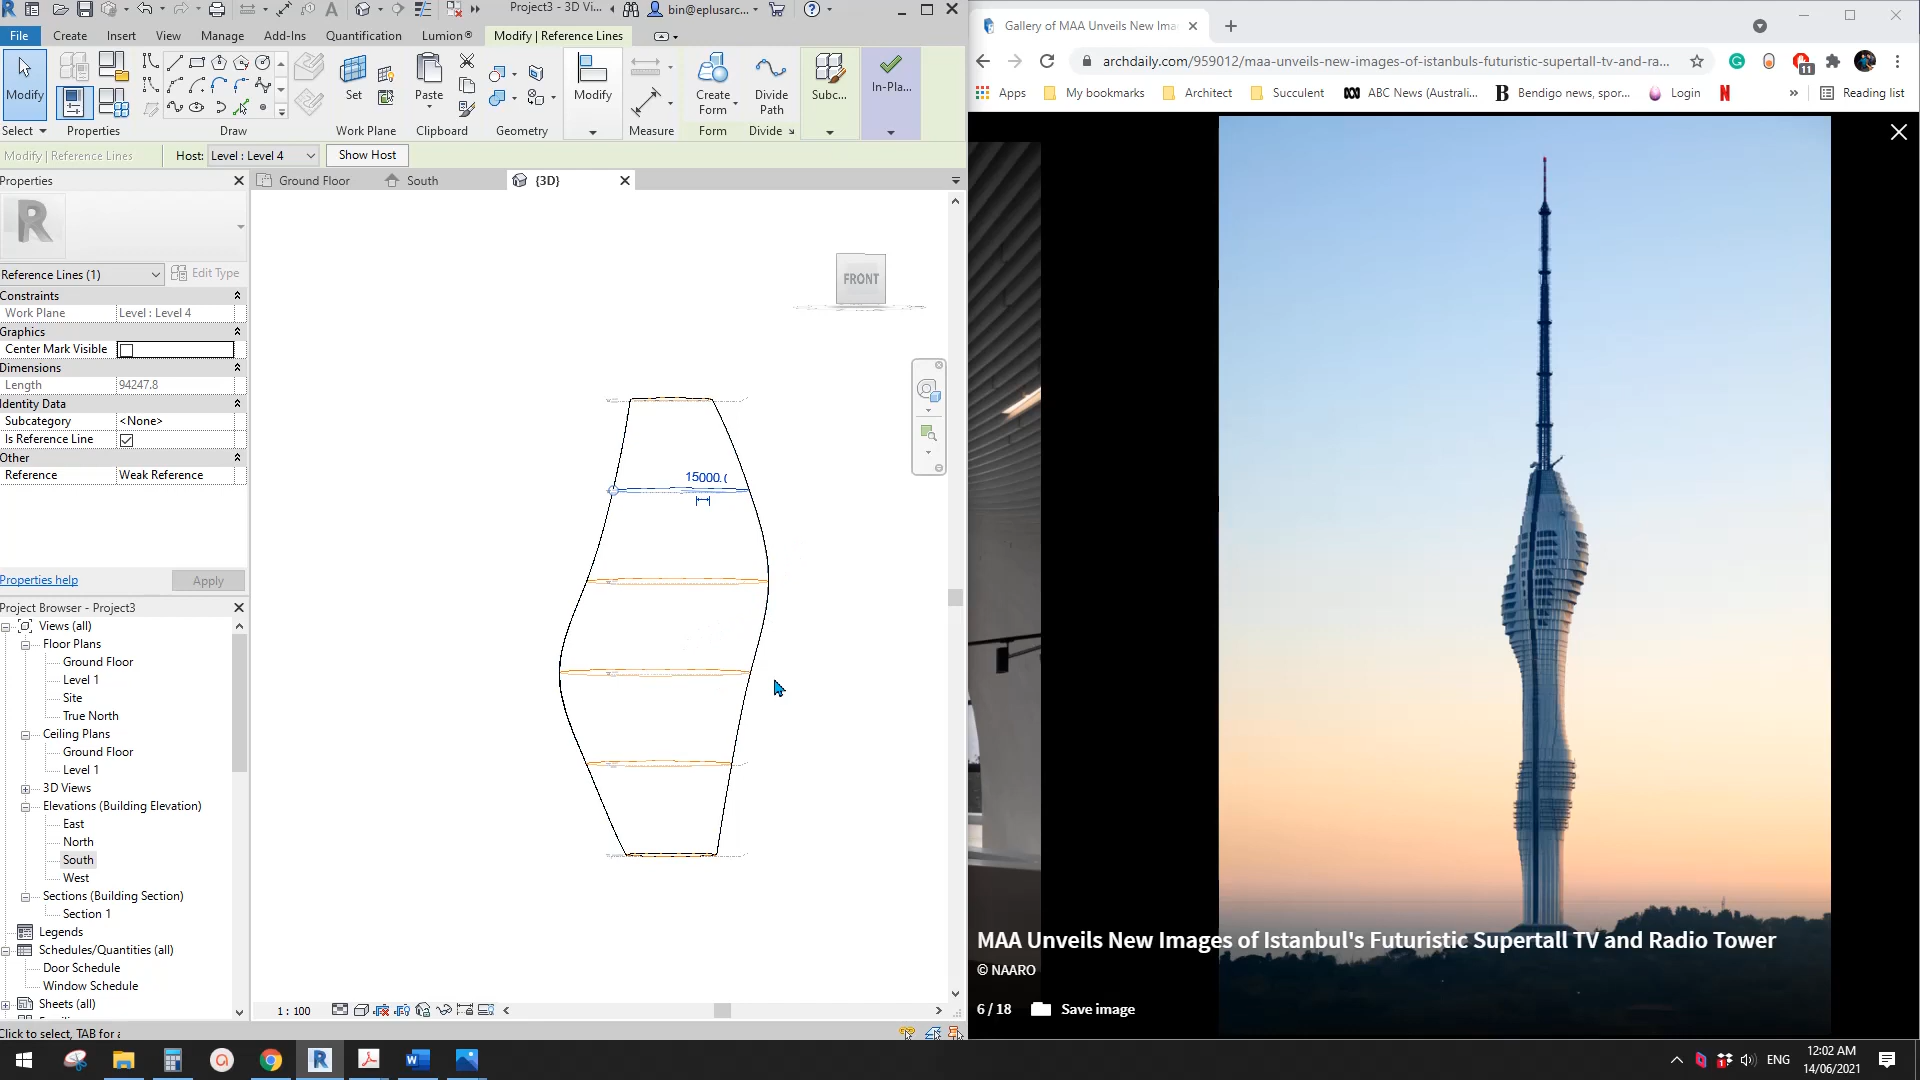 Project3 - 3D Vi...
bin@eplusarc...
File
Create
Insert
View
Manage
Add-Ins
Quantification
Lumion®
Modify | Reference Lines
Modify
Set
Paste
Modify
Create
Form
Divide
Path
Subc...
In-Pla...
Select
Properties
Draw
Work Plane
Clipboard
Geometry
Measure
Form
Divide
Modify | Reference Lines
Host: Level : Level 4
Show Host
Properties
Ground Floor
South
{3D}
R
Reference Lines (1)
Edit Type
Constraints
Work Plane
Level : Level 4
Graphics
Center Mark Visible
Dimensions
Length
94247.8
Identity Data
Subcategory
<None>
Is Reference Line
Other
Reference
Weak Reference
Properties help
Apply
Project Browser - Project3
Views (all)
Floor Plans
Ground Floor
Level 1
Site
True North
Ceiling Plans
Ground Floor
Level 1
3D Views
Elevations (Building Elevation)
East
North
South
West
Sections (Building Section)
Section 1
Legends
Schedules/Quantities (all)
Door Schedule
Window Schedule
Sheets (all)
FRONT
15000.(
1 : 100
Click to select, TAB for a
Gallery of MAA Unveils New Ima
archdaily.com/959012/maa-unveils-new-images-of-istanbuls-futuristic-supertall-tv-and-ra...
11
Apps
My bookmarks
Architect
Succulent
ABC News (Australi...
B
Bendigo news, spor...
Login
N
»
Reading list
MAA Unveils New Images of Istanbul's Futuristic Supertall TV and Radio Tower
© NAARO
6 / 18
Save image
ENG
12:02 AM
14/06/2021